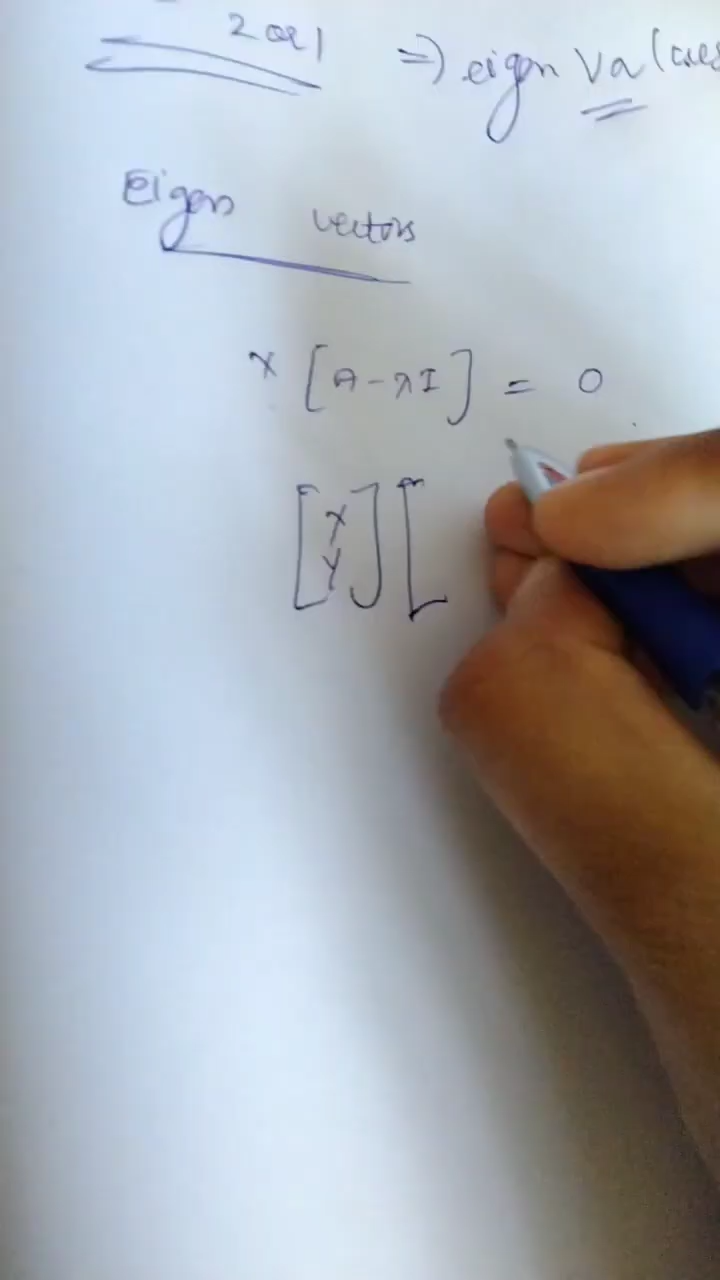 2 or 1 => eigen values
Eigen vectors
x [A - λI] = 0
[x y] [